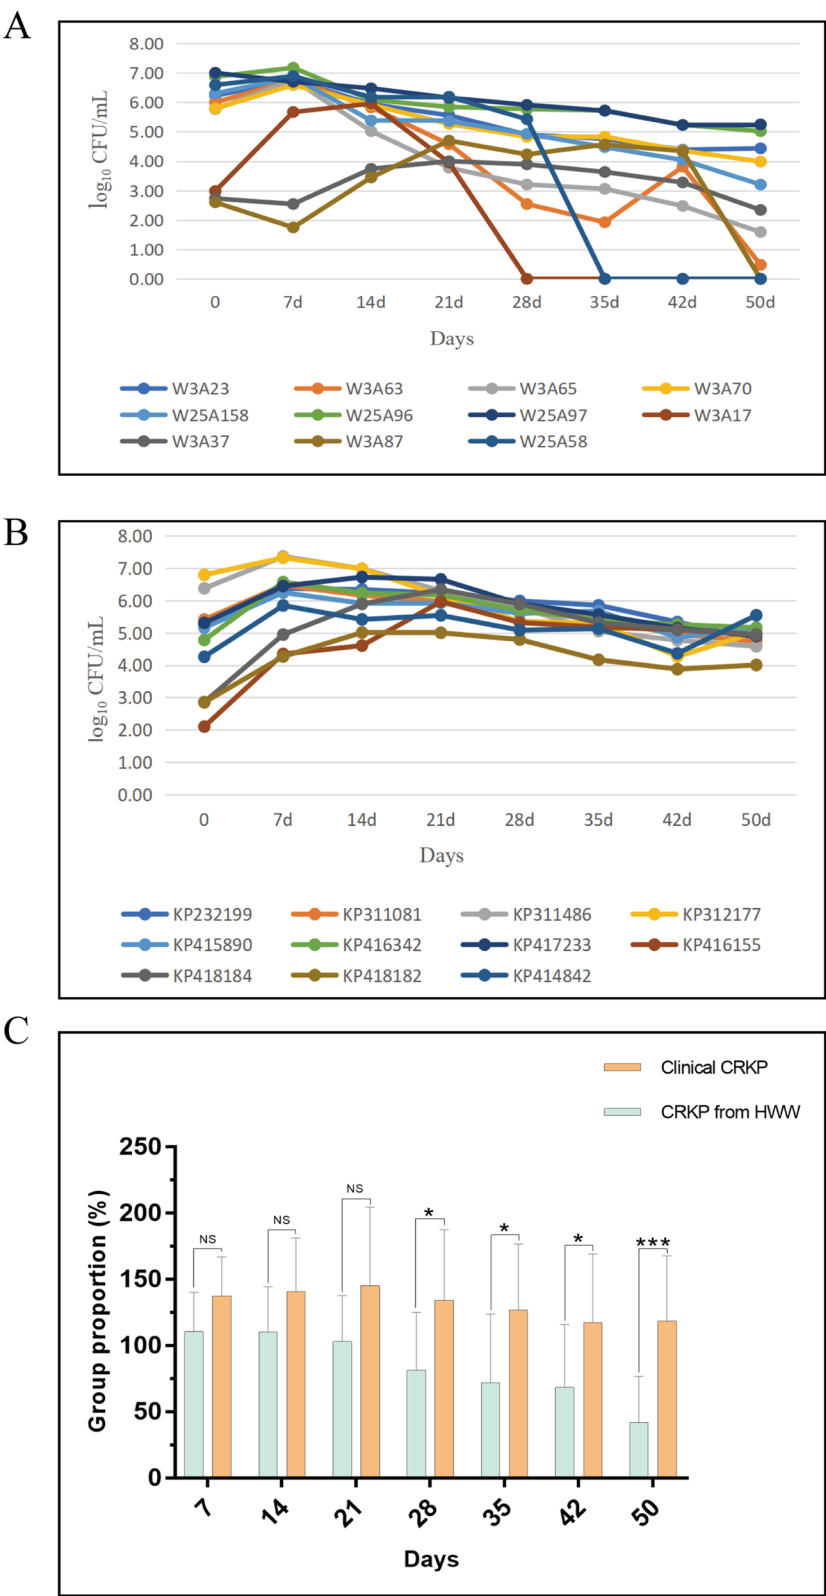 A
8.00
7.00
6.00
5.00
4.00
3.00
2.00
1.00
0.00
log10 CFU/mL
0 7d 14d 21d 28d 35d 42d 50d
Days
W3A23 W3A63 W3A65 W3A70
W25A158 W25A96 W25A97 W3A17
W3A37 W3A87 W25A58
B
8.00
7.00
6.00
5.00
4.00
3.00
2.00
1.00
0.00
log10 CFU/mL
0 7d 14d 21d 28d 35d 42d 50d
Days
KP232199 KP311081 KP311486 KP312177
KP415890 KP416342 KP417233 KP416155
KP418184 KP418182 KP414842
C
Clinical CRKP
CRKP from HWW
250
200
150
100
50
0
Group proportion (%)
NS NS NS * * * ***
7 14 21 28 35 42 50
Days